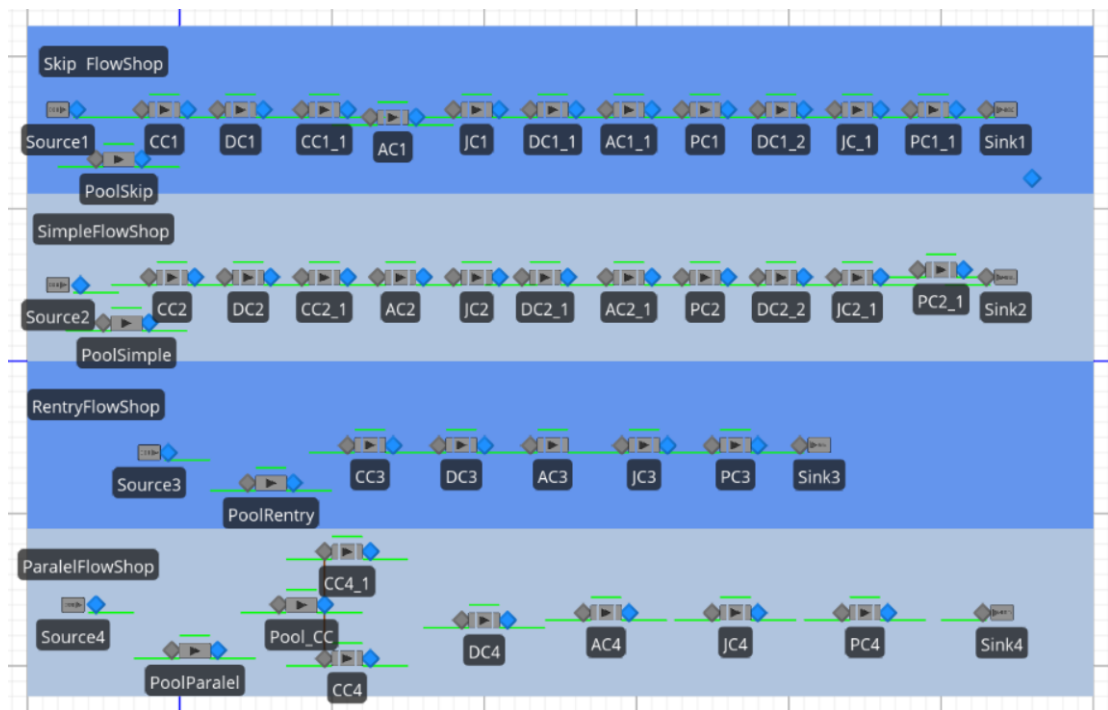 Skip FlowShop
Source1 CC1 DC1 CC1_1 AC1 JC1 DC1_1 AC1_1 PC1 DC1_2 JC_1 PC1_1 Sink1
PoolSkip
SimpleFlowShop
Source2 CC2 DC2 CC2_1 AC2 JC2 DC2_1 AC2_1 PC2 DC2_2 JC2_1 PC2_1 Sink2
PoolSimple
RentryFlowShop
Source3 CC3 DC3 AC3 JC3 PC3 Sink3
PoolRentry
ParalelFlowShop
CC4_1
Source4 Pool_CC DC4 AC4 JC4 PC4 Sink4
PoolParalel CC4